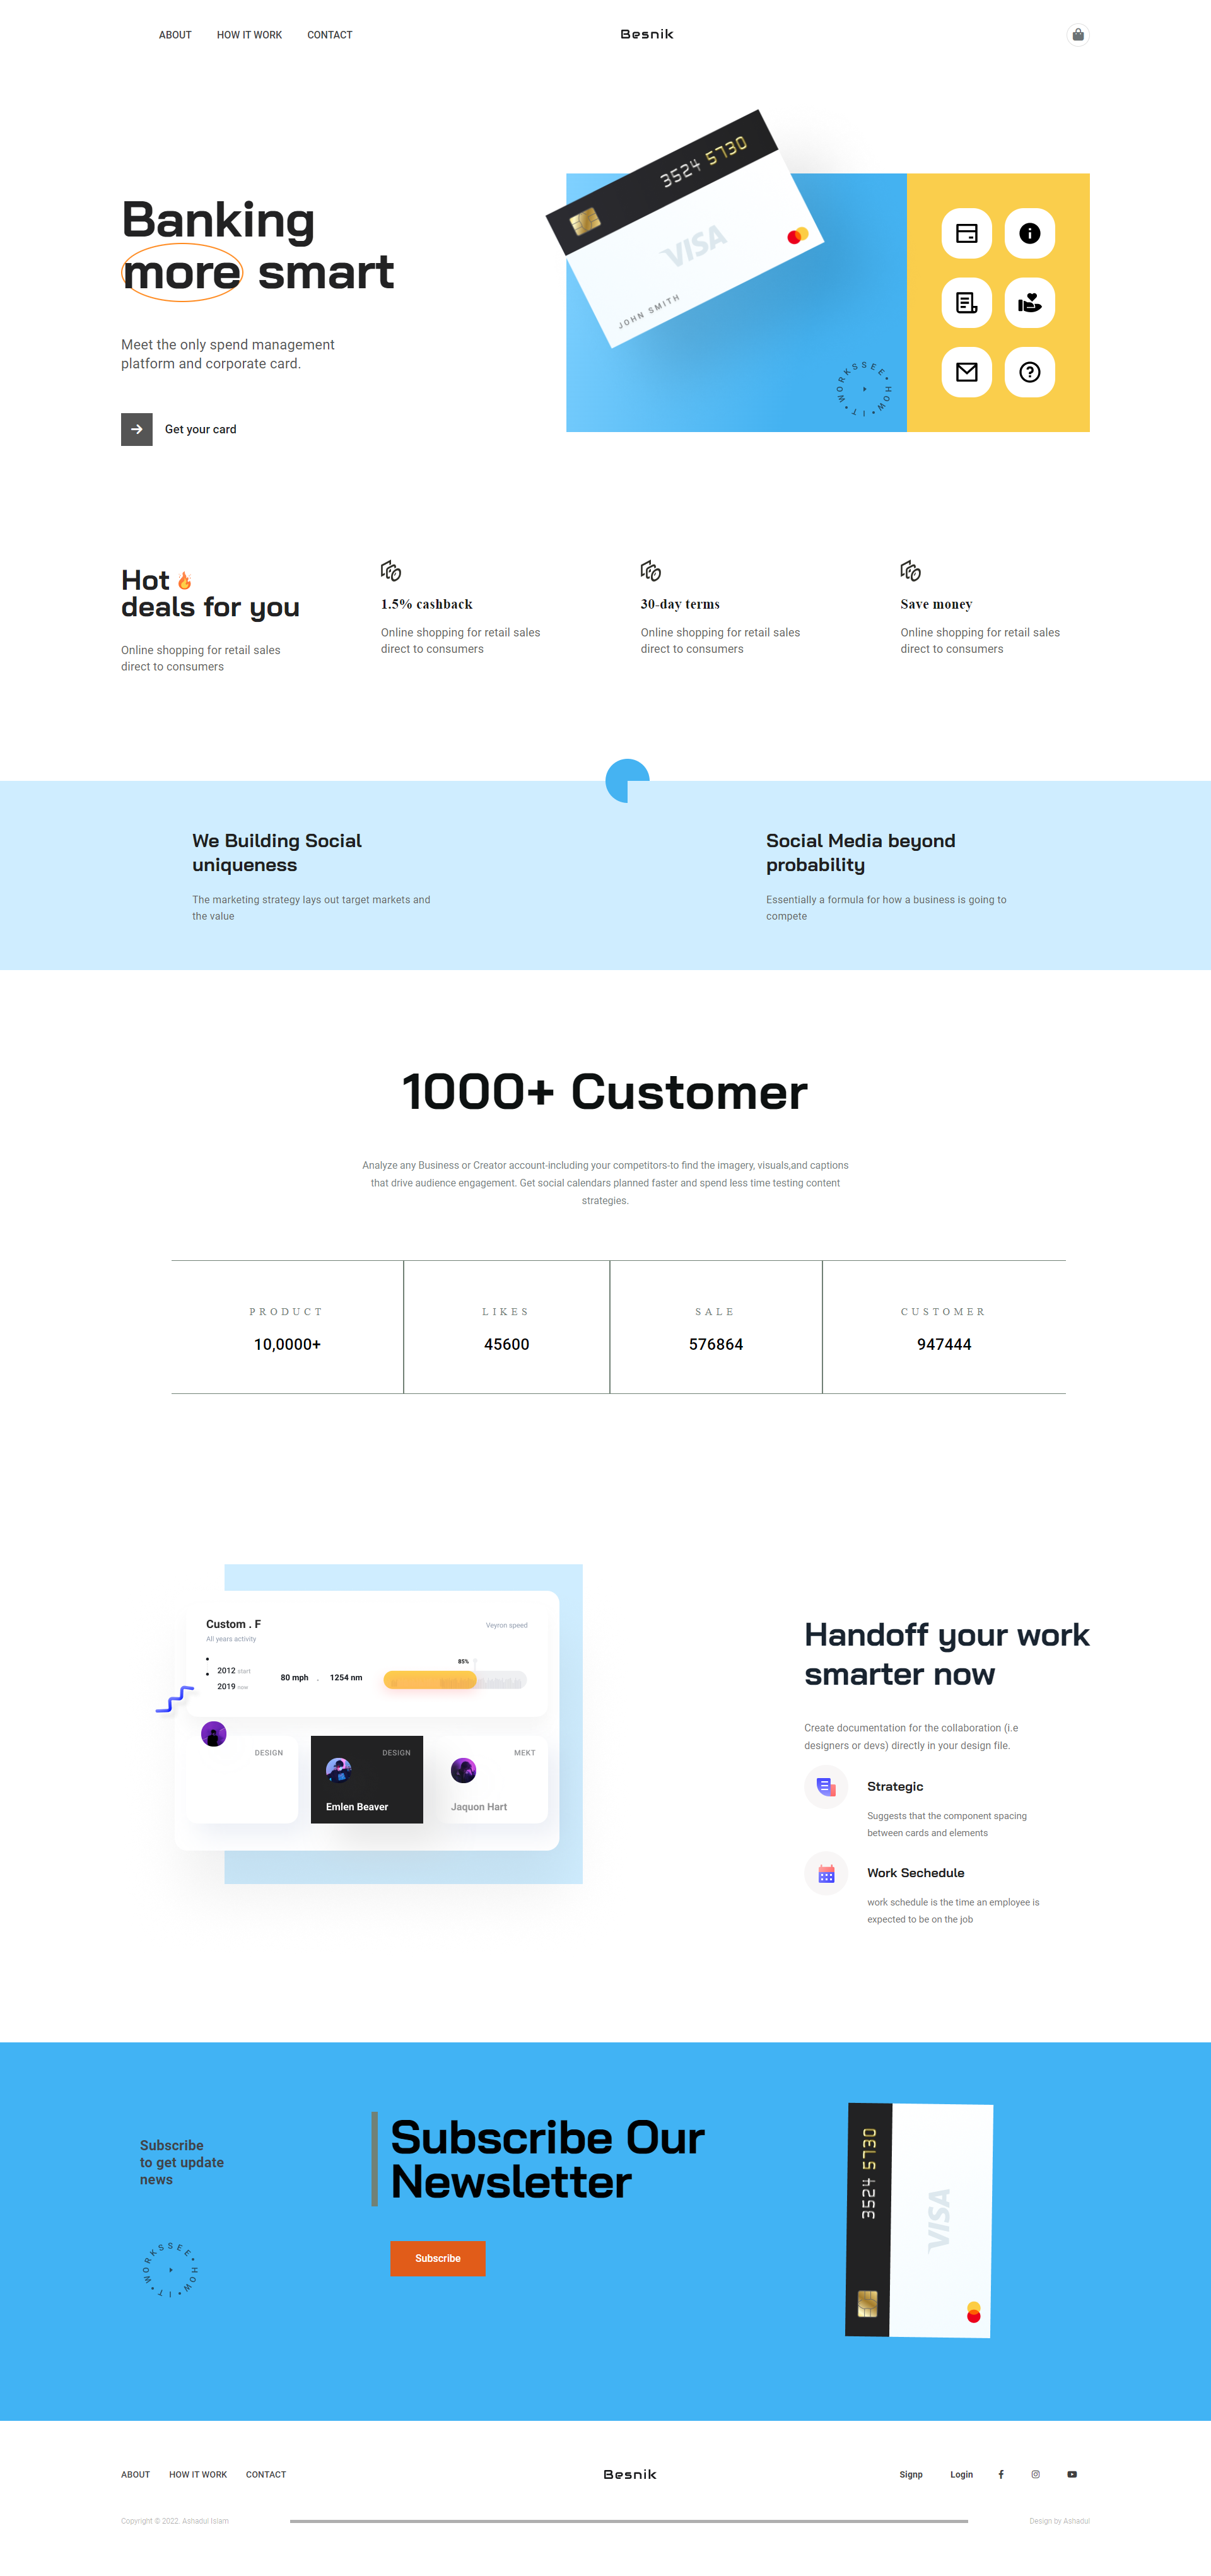 ABOUT HOW IT WORK CONTACT Besnik
3524 5730
VISA
JOHN SMITH
Banking
more smart
Meet the only spend management
platform and corporate card.
Get your card
SEE • HOW • IT • WORKS
Hot
deals for you
Online shopping for retail sales
direct to consumers
1.5% cashback
Online shopping for retail sales
direct to consumers
30-day terms
Online shopping for retail sales
direct to consumers
Save money
Online shopping for retail sales
direct to consumers
We Building Social
uniqueness
The marketing strategy lays out target markets and
the value
Social Media beyond
probability
Essentially a formula for how a business is going to
compete
1000+ Customer
Analyze any Business or Creator account-including your competitors-to find the imagery, visuals,and captions
that drive audience engagement. Get social calendars planned faster and spend less time testing content
strategies.
PRODUCT
10,0000+
LIKES
45600
SALE
576864
CUSTOMER
947444
Custom . F
All years activity
Veyron speed
85%
2012 start
2019 now
80 mph . 1254 nm
DESIGN
DESIGN
Emlen Beaver
MEKT
Jaquon Hart
Handoff your work
smarter now
Create documentation for the collaboration (i.e
designers or devs) directly in your design file.
Strategic
Suggests that the component spacing
between cards and elements
Work Sechedule
work schedule is the time an employee is
expected to be on the job
Subscribe
to get update
news
SEE • HOW • IT • WORKS
Subscribe Our
Newsletter
Subscribe
3524 5730
VISA
ABOUT HOW IT WORK CONTACT Besnik Signp Login
Copyright © 2022. Ashadul Islam
Design by Ashadul